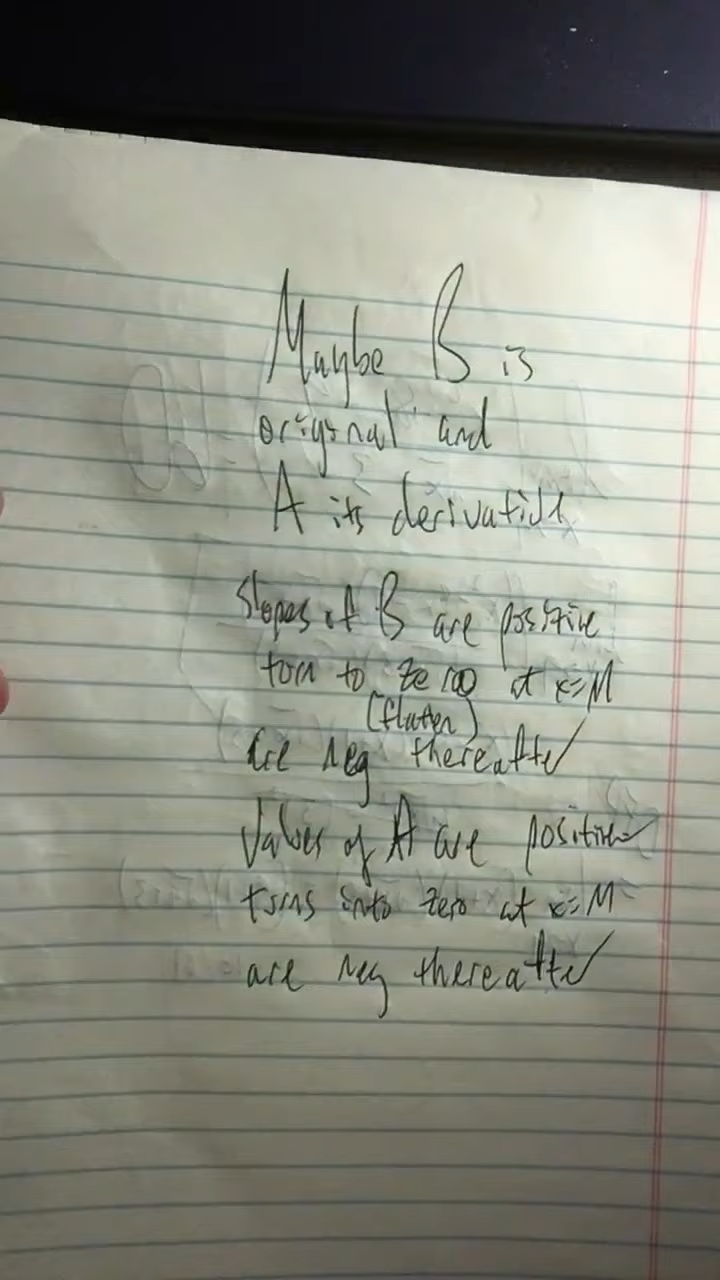 Maybe B is
original and
A its derivative
Slopes of B are positive
turn to zero at x=M
(flatten)
are neg thereafter
Values of A are positive
turns into zero at x=M
are neg thereafter